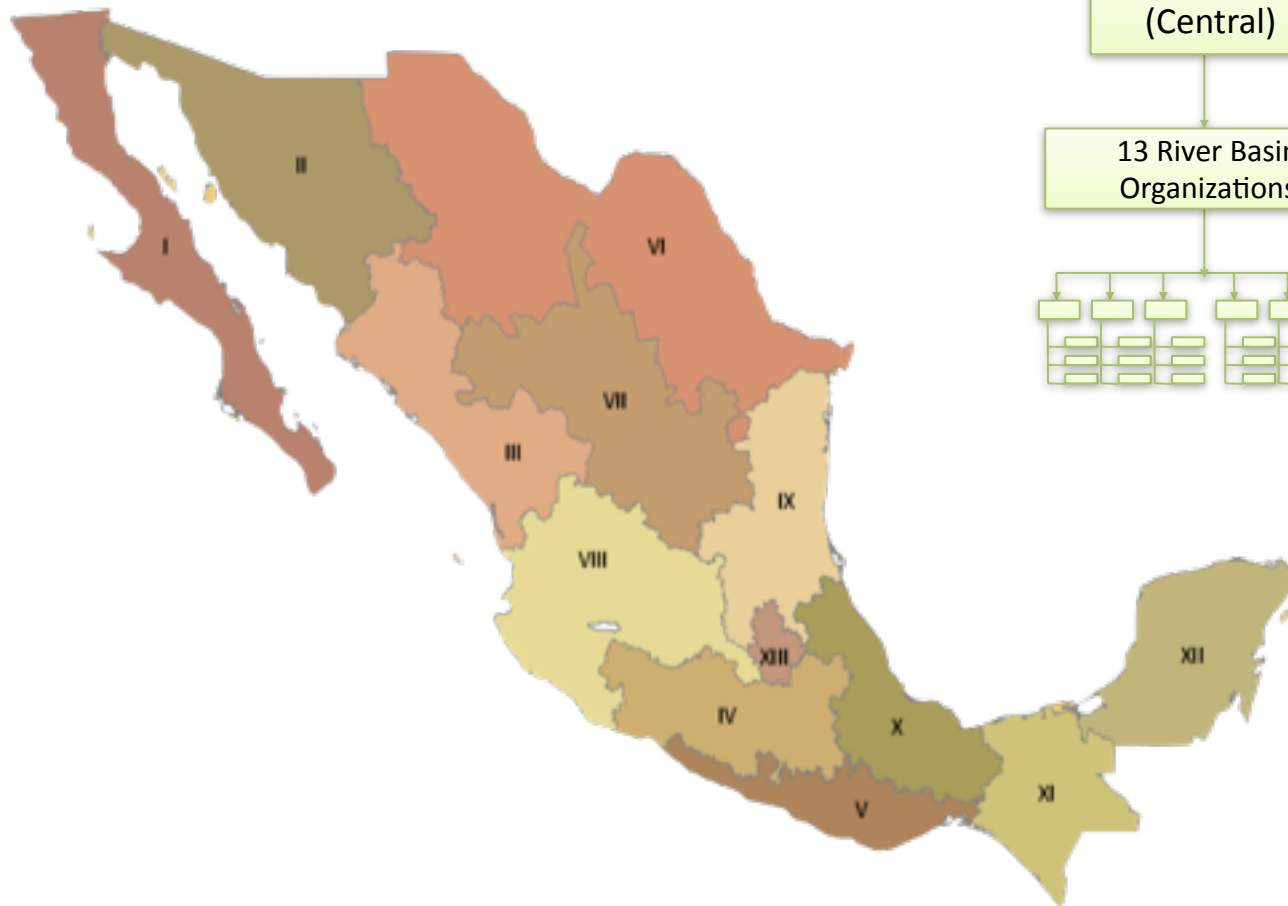 (Central)
13 River Basin
Organizations
I
II
III
IV
V
VI
VII
VIII
IX
X
XI
XII
XIII